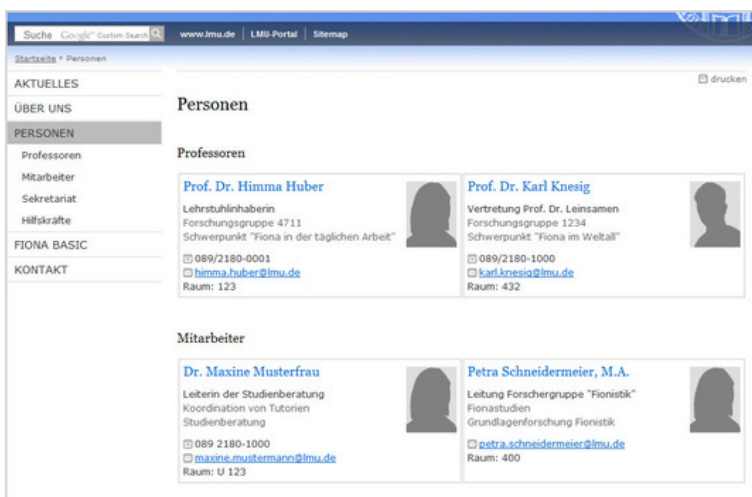 Suche Google™ Custom Search
www.lmu.de | LMU-Portal | Sitemap
Startseite Personen
drucken
AKTUELLES
ÜBER UNS
PERSONEN
Professoren
Mitarbeiter
Sekretariat
Hilfskräfte
FIONA BASIC
KONTAKT
Personen
Professoren
Prof. Dr. Himma Huber
Lehrstuhlinhaberin
Forschungsgruppe 4711
Schwerpunkt "Fiona in der täglichen Arbeit"
089/2180-0001
himma.huber@lmu.de
Raum: 123
Prof. Dr. Karl Knesig
Vertretung Prof. Dr. Leinsamen
Forschungsgruppe 1234
Schwerpunkt "Fiona im Weltall"
089/2180-1000
karl.knesig@lmu.de
Raum: 432
Mitarbeiter
Dr. Maxine Musterfrau
Leiterin der Studienberatung
Koordination von Tutorien
Studienberatung
089 2180-1000
maxine.mustermann@lmu.de
Raum: U 123
Petra Schneidermeier, M.A.
Leitung Forschergruppe "Fionistik"
Fionastudien
Grundlagenforschung Fionistik
petra.schneidermeier@lmu.de
Raum: 400